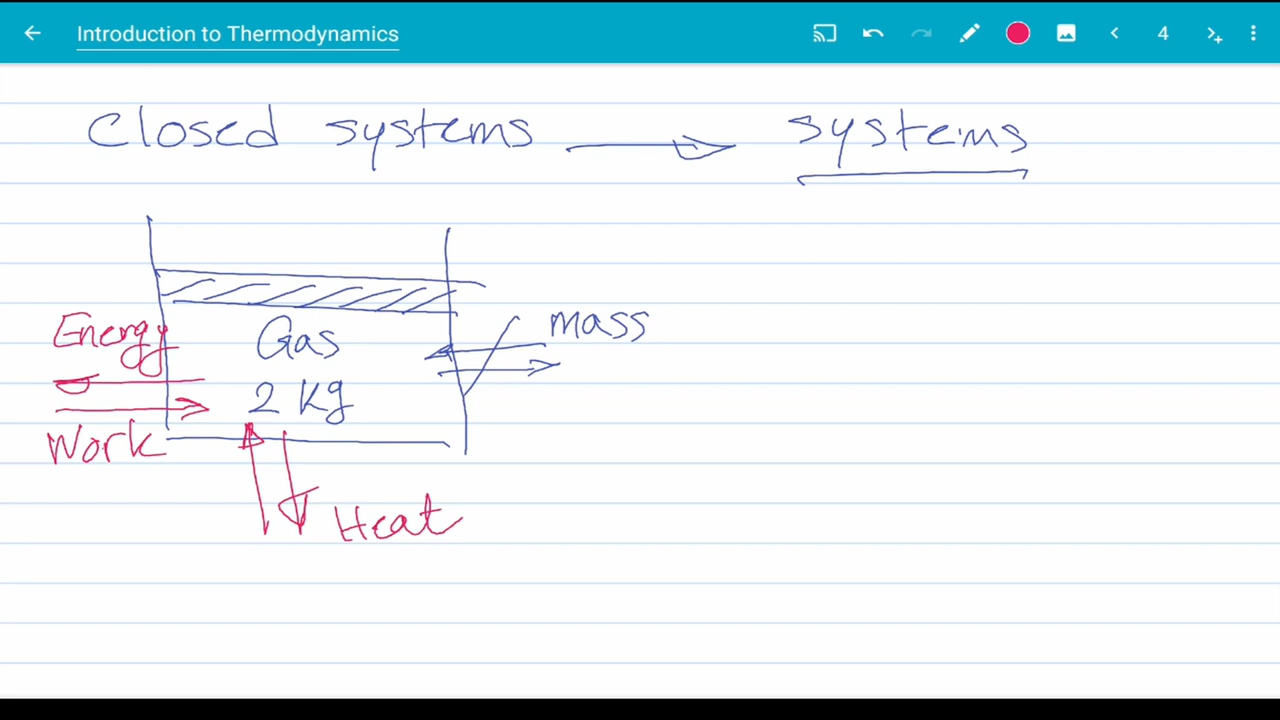 Introduction to Thermodynamics
4
Closed systems systems
Energy
Gas
mass
2 Kg
Work
Heat